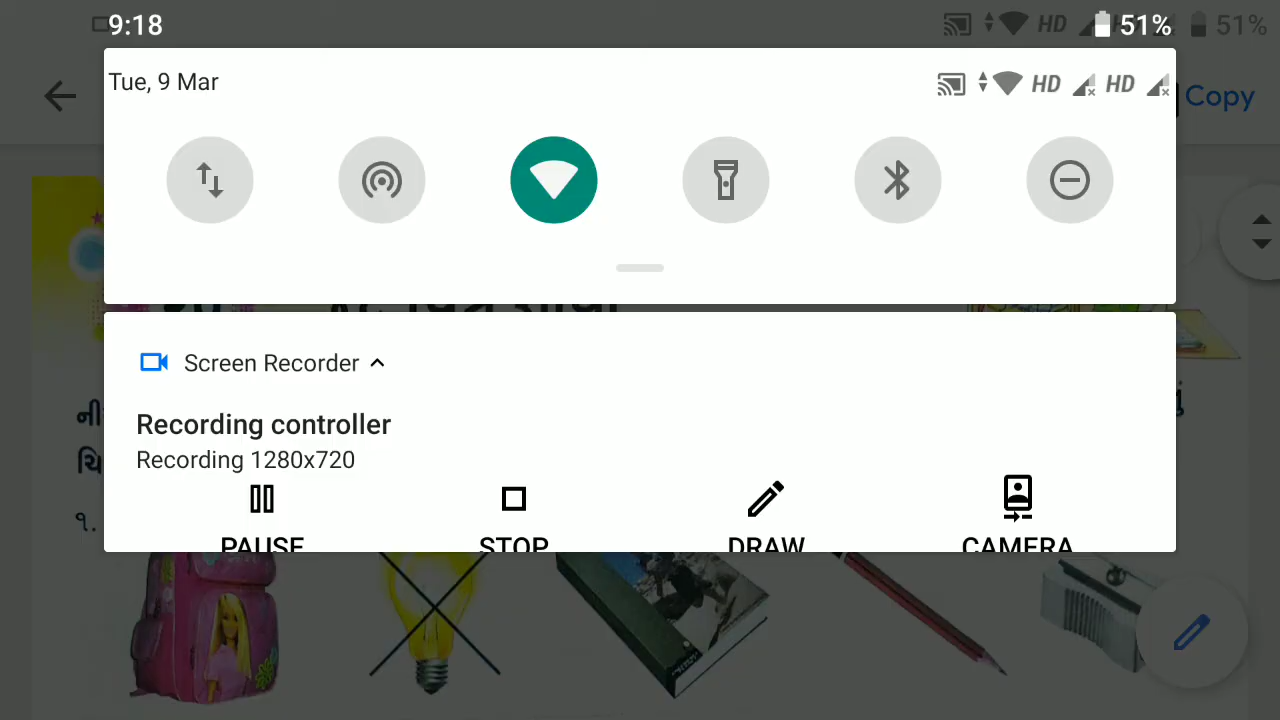 9:18 51% 51%
Tue, 9 Mar HD HD
Copy
Screen Recorder
Recording controller
Recording 1280x720
૧.
PAUSE STOP DRAW CAMERA